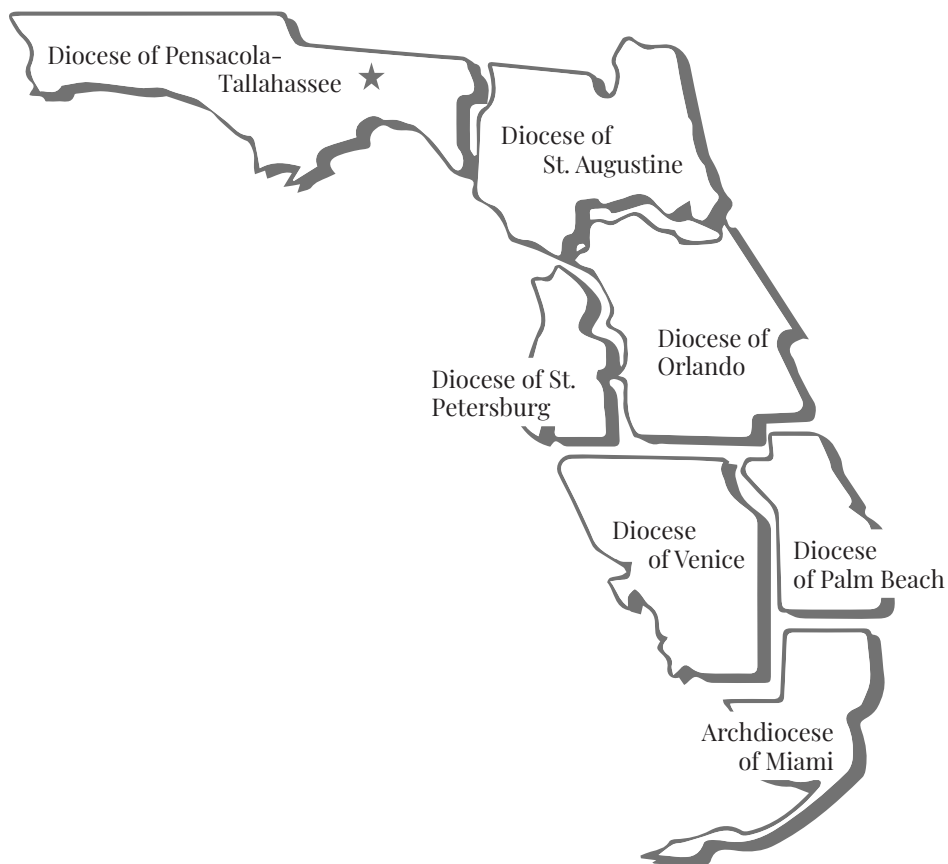 Diocese of Pensacola-
Tallahassee
Diocese of
St. Augustine
Diocese of
Orlando
Diocese of St.
Petersburg
Diocese
of Venice
Diocese
of Palm Beach
Archdiocese
of Miami